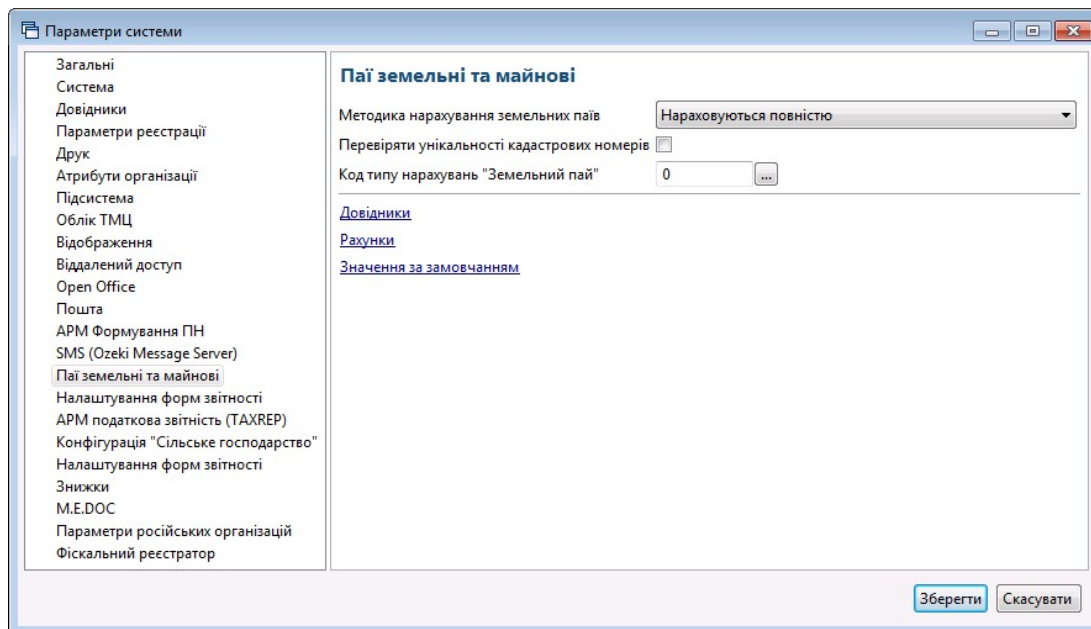 Параметри системи
Загальні
Система
Довідники
Параметри реєстрації
Друк
Атрибути організації
Підсистема
Облік ТМЦ
Відображення
Віддалений доступ
Open Office
Пошта
АРМ Формування ПН
SMS (Ozeki Message Server)
Паї земельні та майнові
Налаштування форм звітності
АРМ податкова звітність (TAXREP)
Конфігурація "Сільське господарство"
Налаштування форм звітності
Знижки
M.E.DOC
Параметри російських організацій
Фіскальний реєстратор
Паї земельні та майнові
Методика нарахування земельних паїв Нараховуються повністю
Перевіряти унікальності кадастрових номерів
Код типу нарахувань "Земельний пай" 0 ...
Довідники
Рахунки
Значення за замовчанням
Зберегти Скасувати